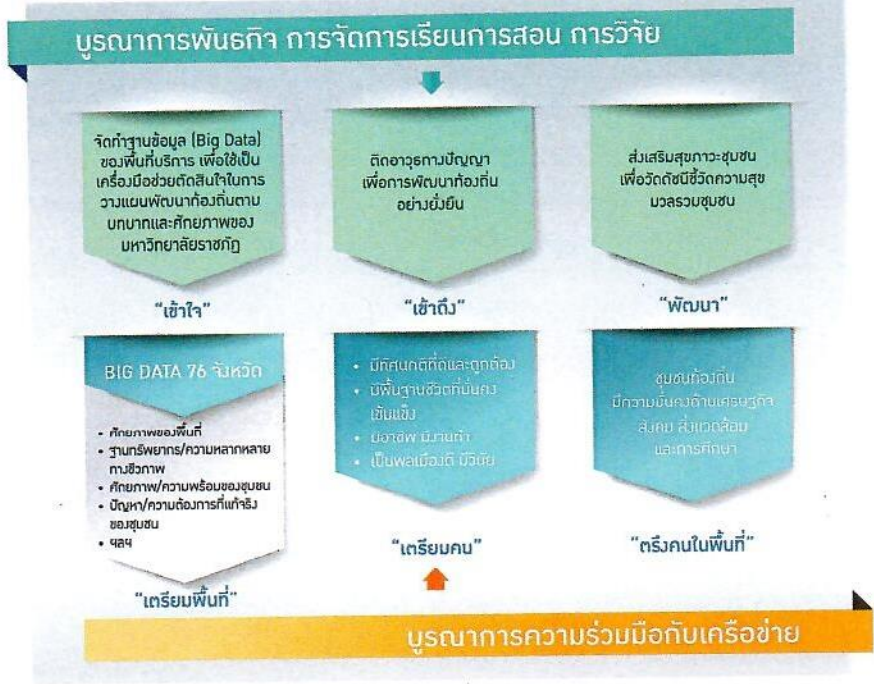 บูรณาการพันธกิจ การจัดการเรียนการสอน การวิจัย
จัดทำฐานข้อมูล (Big Data)
ของพื้นที่บริการ เพื่อใช้เป็น
เครื่องมือช่วยตัดสินใจในการ
วางแผนพัฒนาท้องถิ่นตาม
บทบาทและศักยภาพของ
มหาวิทยาลัยราชภัฏ
"เข้าใจ"
ติดอาวุธทางปัญญา
เพื่อการพัฒนาท้องถิ่น
อย่างยั่งยืน
"เข้าถึง"
ส่งเสริมสุขภาวะชุมชน
เพื่อวัดดัชนีชี้วัดความสุข
มวลรวมชุมชน
"พัฒนา"
BIG DATA 76 จังหวัด
• ศักยภาพของพื้นที่
• ฐานทรัพยากร/ความหลากหลาย
ทางชีวภาพ
• ศักยภาพ/ความพร้อมของชุมชน
• ปัญหา/ความต้องการที่แท้จริง
ของชุมชน
• ฯลฯ
"เตรียมพื้นที่"
• มีทัศนคติที่ดีและถูกต้อง
• มีพื้นฐานชีวิตที่มั่นคง
เข้มแข็ง
• มีอาชีพ มีงานทำ
• เป็นพลเมืองดี มีวินัย
"เตรียมคน"
ชุมชนท้องถิ่น
มีความมั่นคงด้านเศรษฐกิจ
สังคม สิ่งแวดล้อม
และการศึกษา
"ตรึงคนในพื้นที่"
บูรณาการความร่วมมือกับเครือข่าย